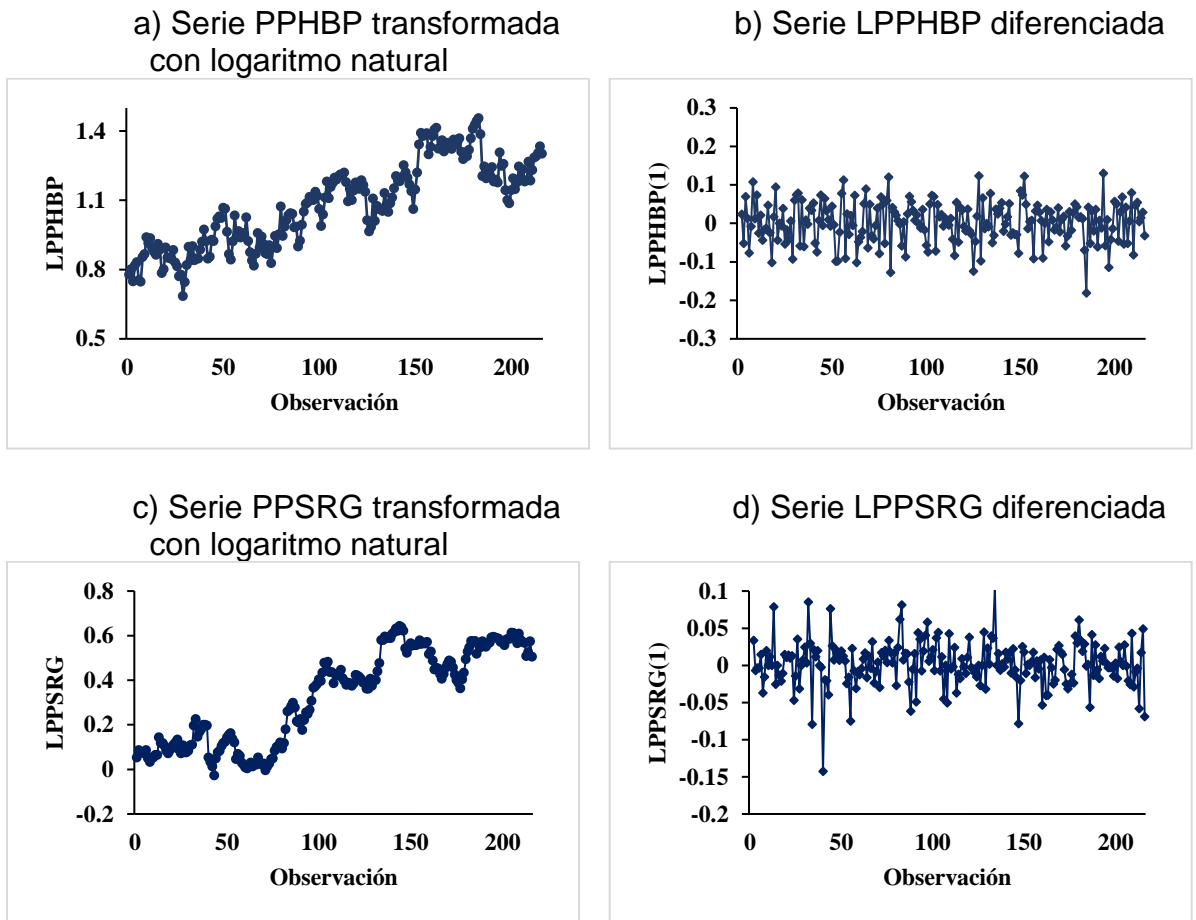 a) Serie PPHBP transformada
con logaritmo natural
LPPHBP
1.4
1.1
0.8
0.5
0 50 100 150 200
Observación
b) Serie LPPHBP diferenciada
LPPHBP(1)
0.3
0.2
0.1
0
-0.1
-0.2
-0.3
0 50 100 150 200
Observación
c) Serie PPSRG transformada
con logaritmo natural
LPPSRG
0.8
0.6
0.4
0.2
0
-0.2
0 50 100 150 200
Observación
d) Serie LPPSRG diferenciada
LPPSRG(1)
0.1
0.05
0
-0.05
-0.1
-0.15
-0.2
0 50 100 150 200
Observación